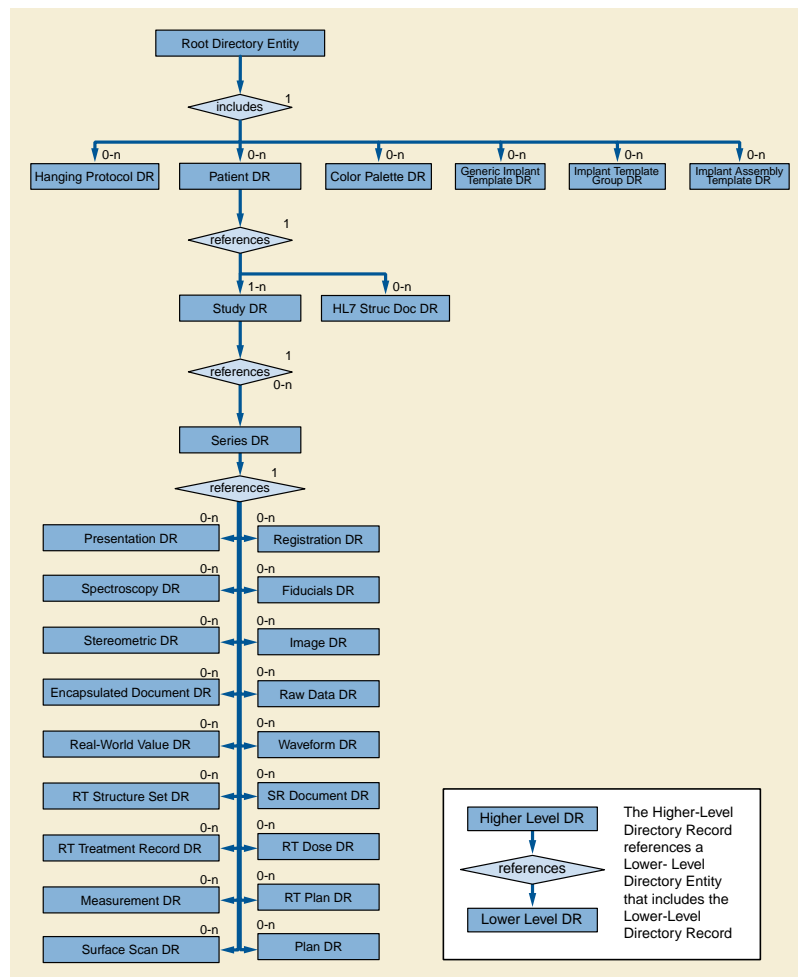 Root Directory Entity
1
includes
0-n
0-n
0-n
0-n
0-n
0-n
Hanging Protocol DR
Patient DR
Color Palette DR
Generic Implant
Template DR
Implant Template
Group DR
Implant Assembly
Template DR
1
references
1-n
0-n
Study DR
HL7 Struc Doc DR
1
references
0-n
Series DR
1
references
0-n
0-n
Presentation DR
Registration DR
0-n
0-n
Spectroscopy DR
Fiducials DR
0-n
0-n
Stereometric DR
Image DR
0-n
0-n
Encapsulated Document DR
Raw Data DR
0-n
0-n
Real-World Value DR
Waveform DR
0-n
0-n
RT Structure Set DR
SR Document DR
0-n
0-n
RT Treatment Record DR
RT Dose DR
0-n
0-n
Measurement DR
RT Plan DR
0-n
0-n
Surface Scan DR
Plan DR
Higher Level DR
references
Lower Level DR
The Higher-Level
Directory Record
references a
Lower- Level
Directory Entity
that includes the
Lower-Level
Directory Record